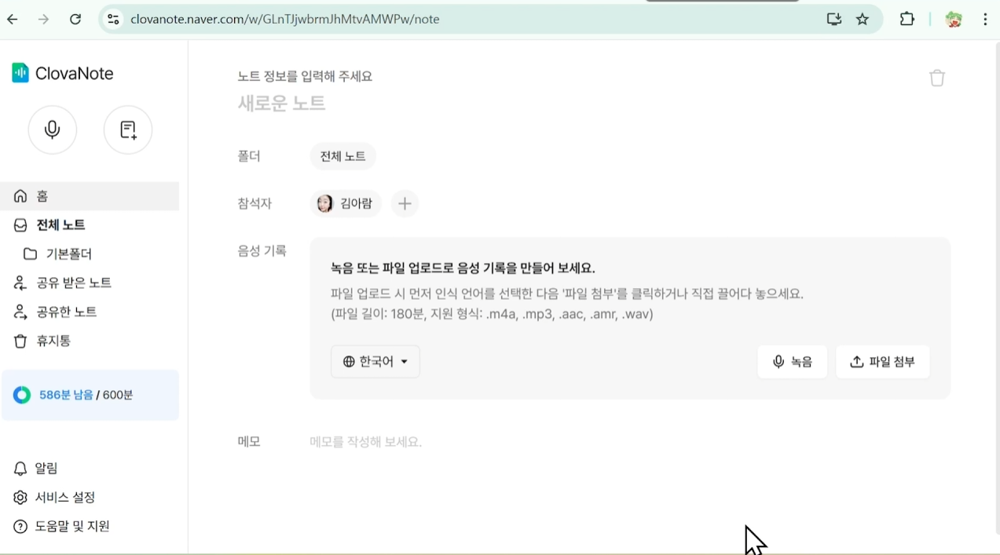 clovanote.naver.com/w/GLnTJjwbrmJhMtvAMWPw/note
ClovaNote
홈
전체 노트
기본폴더
공유 받은 노트
공유한 노트
휴지통
586분 남음 / 600분
알림
서비스 설정
도움말 및 지원
노트 정보를 입력해 주세요
새로운 노트
폴더
전체 노트
참석자
김아람
음성 기록
녹음 또는 파일 업로드로 음성 기록을 만들어 보세요.
파일 업로드 시 먼저 인식 언어를 선택한 다음 '파일 첨부'를 클릭하거나 직접 끌어다 놓으세요.
(파일 길이: 180분, 지원 형식: .m4a, .mp3, .aac, .amr, .wav)
한국어
녹음
파일 첨부
메모
메모를 작성해 보세요.